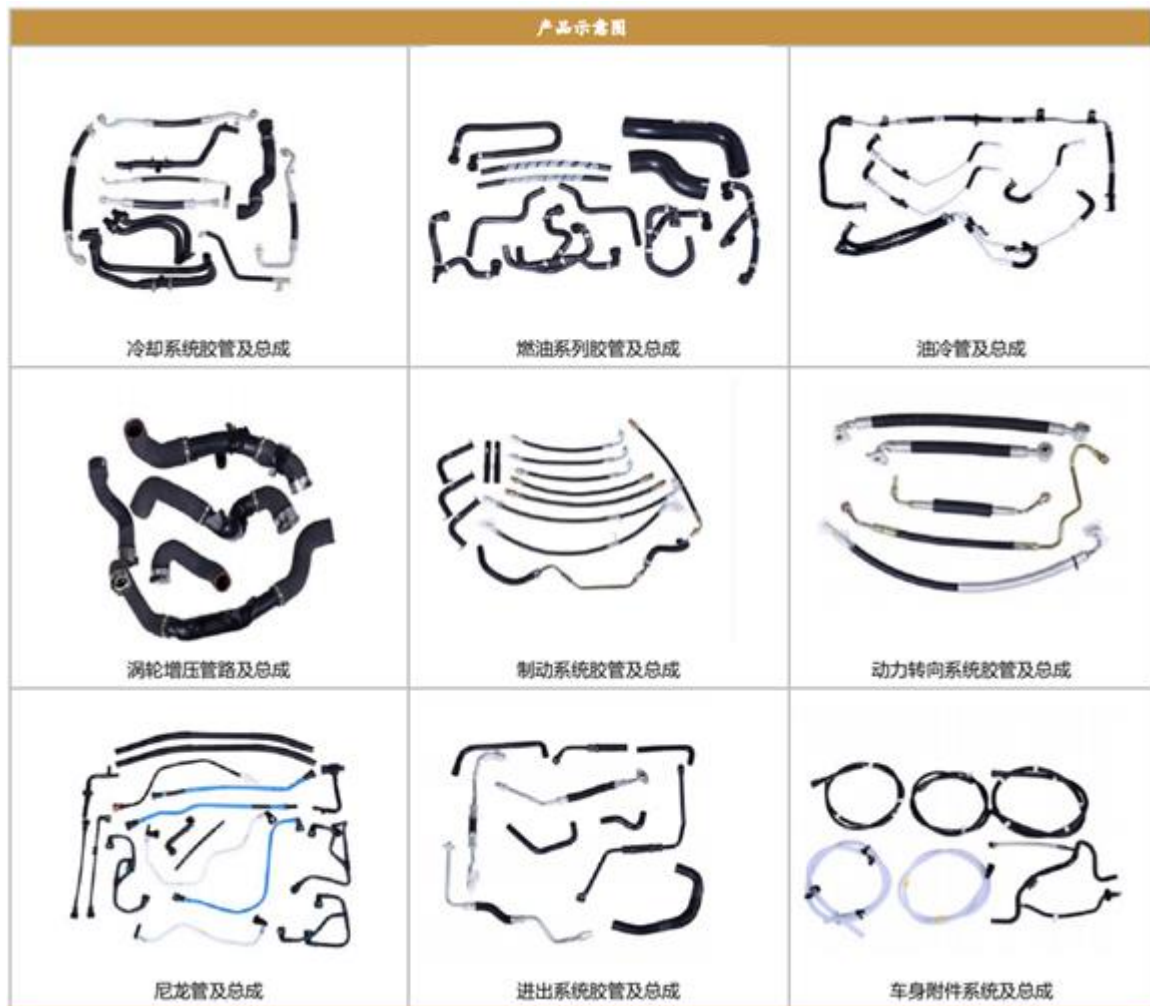 产品示意图
冷却系统胶管及总成
燃油系列胶管及总成
油冷管及总成
涡轮增压管路及总成
制动系统胶管及总成
动力转向系统胶管及总成
尼龙管及总成
进出系统胶管及总成
车身附件系统及总成